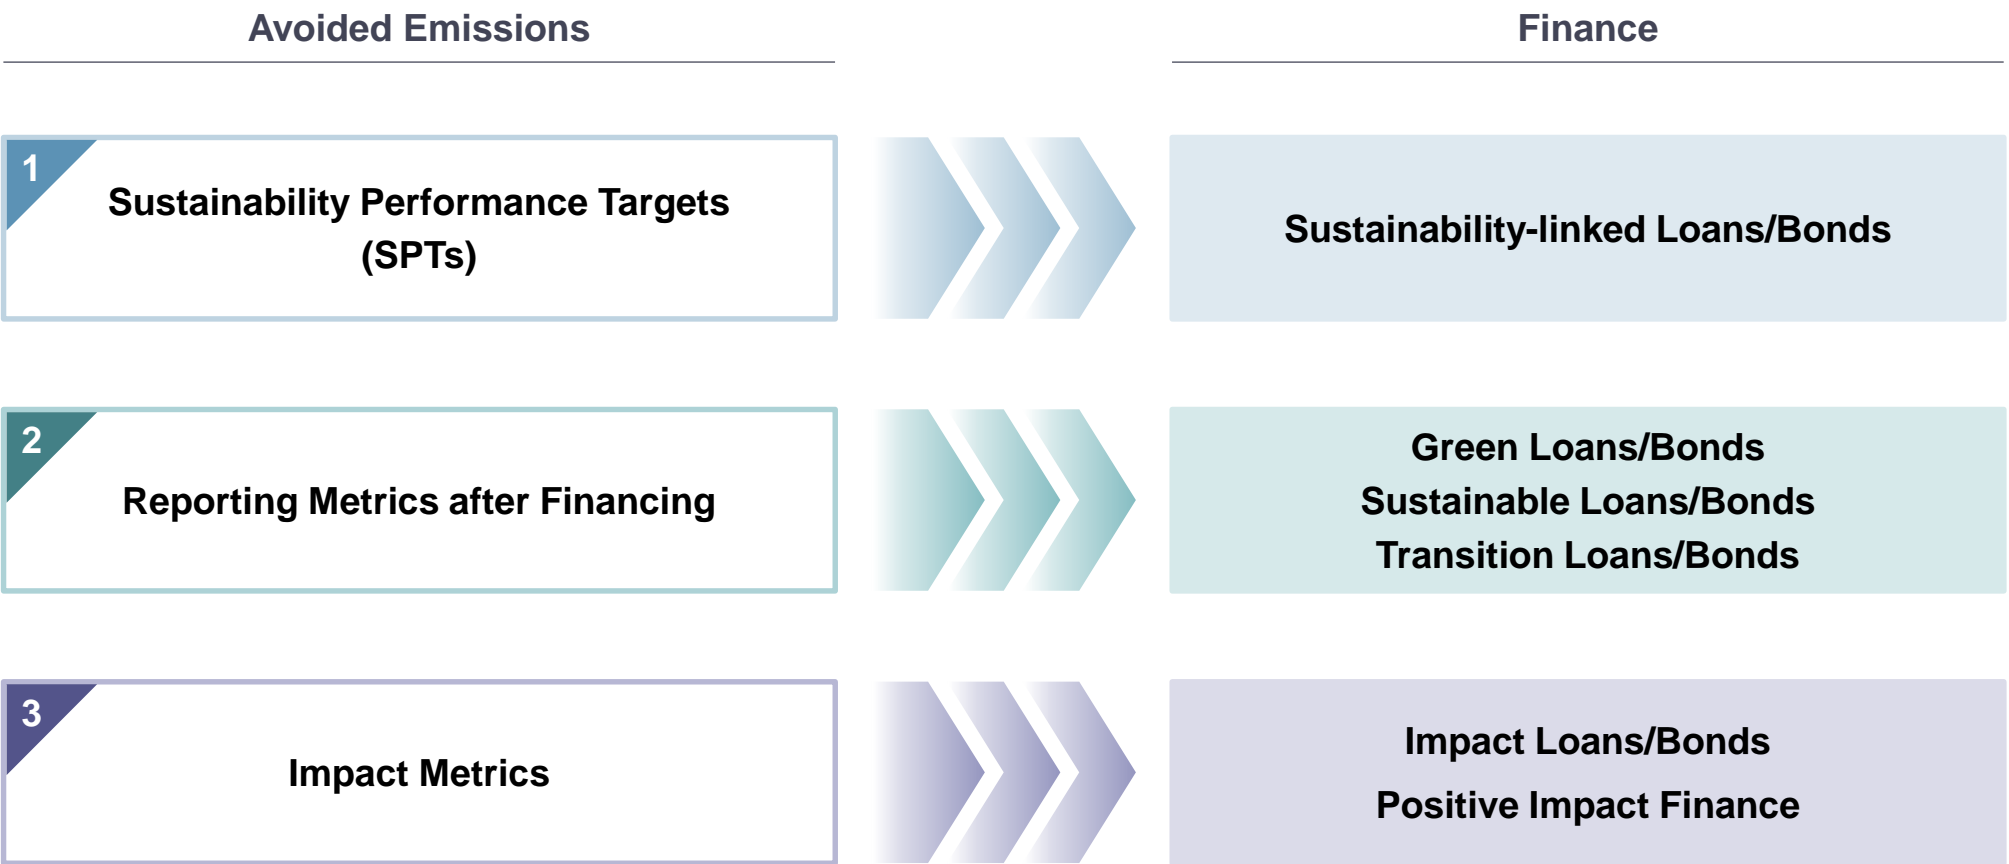 Avoided Emissions
Finance
1
Sustainability Performance Targets
(SPTs)
Sustainability-linked Loans/Bonds
2
Reporting Metrics after Financing
Green Loans/Bonds
Sustainable Loans/Bonds
Transition Loans/Bonds
3
Impact Metrics
Impact Loans/Bonds
Positive Impact Finance